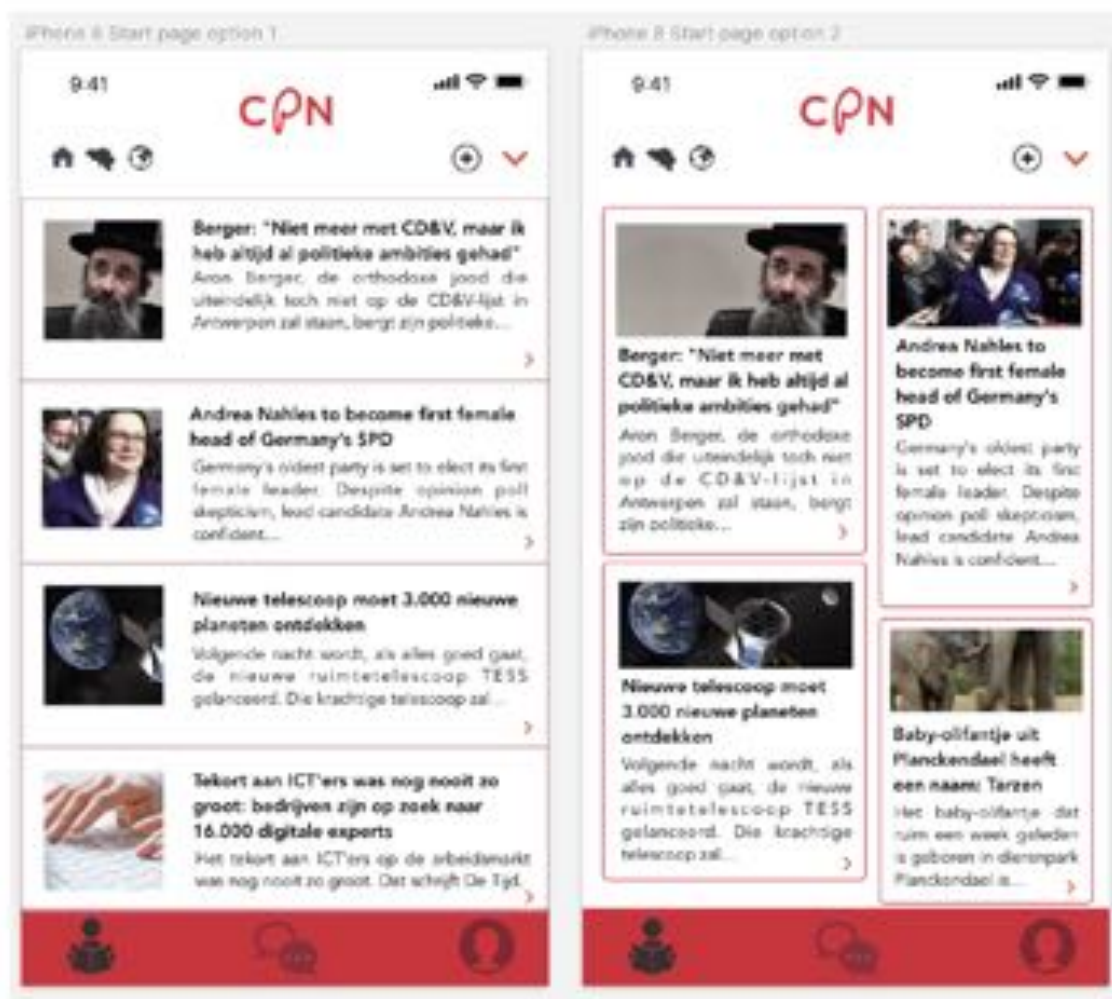 iPhone 8 Start page option 1
9:41
CPN
Berger: "Niet meer met CD&V, maar ik
heb altijd al politieke ambities gehad"
Aron Berger, de orthodoxe jood die
uiteindelijk toch niet op de CD&V-lijst in
Antwerpen zal staan, bergt zijn politieke...
Andrea Nahles to become first female
head of Germany's SPD
Germany's oldest party is set to elect its first
female leader. Despite opinion poll
skepticism, lead candidate Andrea Nahles is
confident...
Nieuwe telescoop moet 3.000 nieuwe
planeten ontdekken
Volgende nacht wordt, als alles goed gaat,
de nieuwe ruimtetelescoop TESS
gelanceerd. Die krachtige telescoop zal...
Tekort aan ICT'ers was nog nooit zo
groot: bedrijven zijn op zoek naar
16.000 digitale experts
Het tekort aan ICT'ers op de arbeidsmarkt
was nog nooit zo groot. Dat schrijft De Tijd.
iPhone 8 Start page option 2
9:41
CPN
Berger: "Niet meer met
CD&V, maar ik heb altijd al
politieke ambities gehad"
Aron Berger, de orthodoxe
jood die uiteindelijk toch niet
op de CD&V-lijst in
Antwerpen zal staan, bergt
zijn politieke...
Andrea Nahles to
become first female
head of Germany's
SPD
Germany's oldest party
is set to elect its first
female leader. Despite
opinion poll skepticism,
lead candidate Andrea
Nahles is confident...
Nieuwe telescoop moet
3.000 nieuwe planeten
ontdekken
Volgende nacht wordt, als
alles goed gaat, de nieuwe
ruimtetelescoop TESS
gelanceerd. Die krachtige
telescoop zal...
Baby-olifantje uit
Planckendael heeft
een naam: Tarzen
Het baby-olifantje dat
ruim een week geleden
is geboren in dierenpark
Planckendael is...